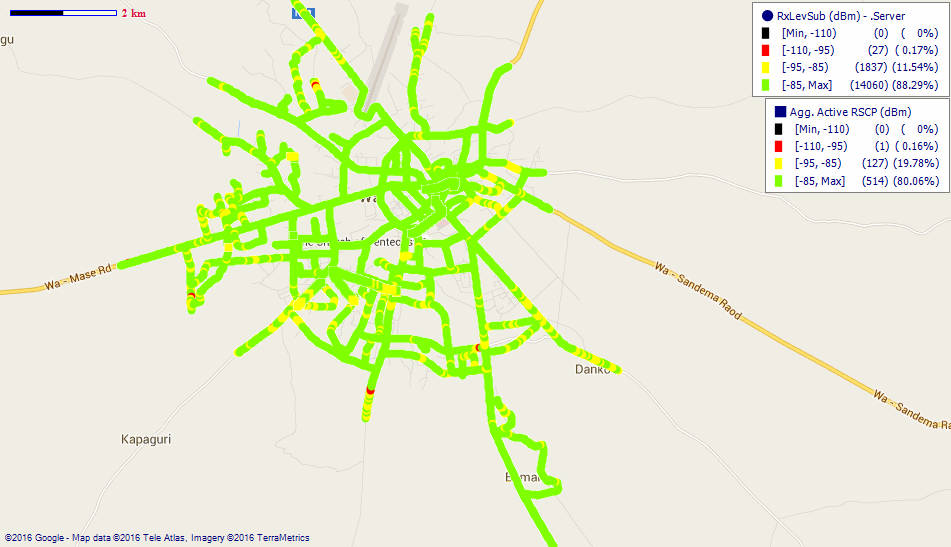 2 km
gu
RxLevSub (dBm) - .Server
[Min, -110) (0) ( 0%)
[-110, -95) (27) ( 0.17%)
[-95, -85) (1837) (11.54%)
[-85, Max] (14060) (88.29%)
Agg. Active RSCP (dBm)
[Min, -110) (0) ( 0%)
[-110, -95) (1) ( 0.16%)
[-95, -85) (127) (19.78%)
[-85, Max] (514) (80.06%)
Wa
Wa - Mase Rd
Wa - Sandema Raod
Danko
Wa - Sandema Ra
Kapaguri
©2016 Google - Map data ©2016 Tele Atlas, Imagery ©2016 TerraMetrics